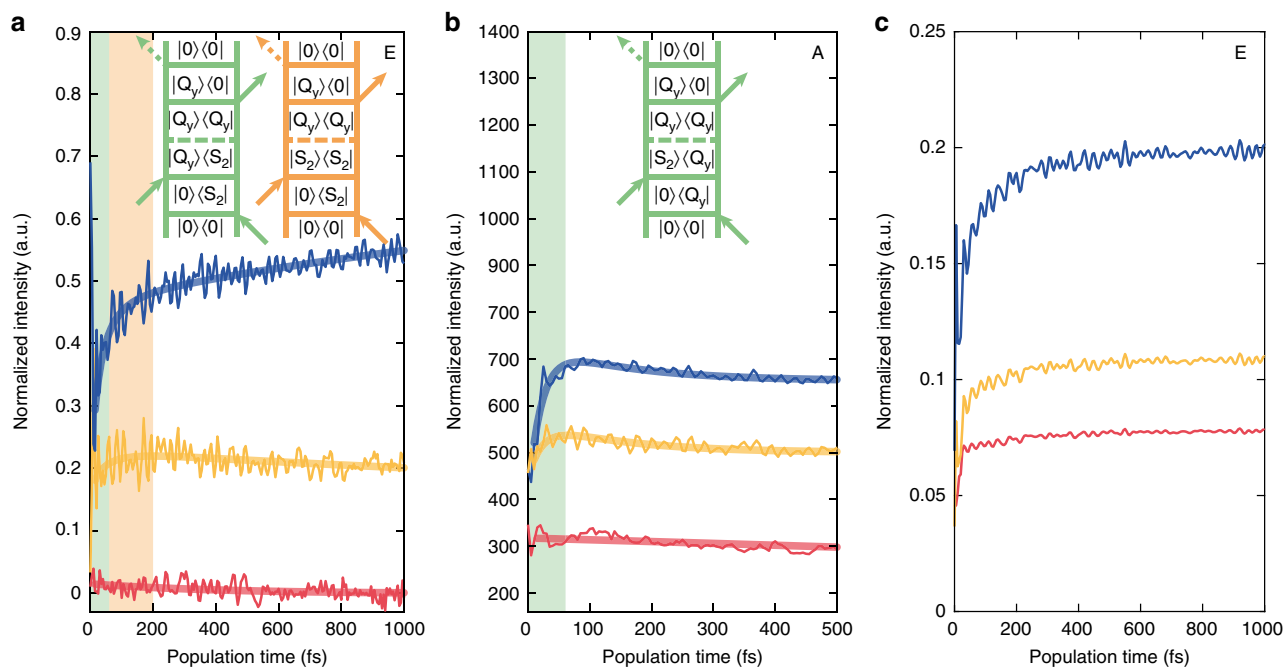 a
0.9
0.8
0.7
0.6
0.5
0.4
0.3
0.2
0.1
0
Normalized intensity (a.u.)
E
|0⟩⟨0|
|Qy⟩⟨0|
|Qy⟩⟨Qy|
|Qy⟩⟨S2|
|0⟩⟨S2|
|0⟩⟨0|
|0⟩⟨0|
|Qy⟩⟨0|
|Qy⟩⟨Qy|
|S2⟩⟨S2|
|0⟩⟨S2|
|0⟩⟨0|
0 200 400 600 800 1000
Population time (fs)
b
1400
1300
1200
1100
1000
900
800
700
600
500
400
300
200
Normalized intensity (a.u.)
A
|0⟩⟨0|
|Qy⟩⟨0|
|Qy⟩⟨Qy|
|S2⟩⟨Qy|
|0⟩⟨Qy|
|0⟩⟨0|
0 100 200 300 400 500
Population time (fs)
c
0.25
0.2
0.15
0.1
0.05
0
Normalized intensity (a.u.)
E
0 200 400 600 800 1000
Population time (fs)